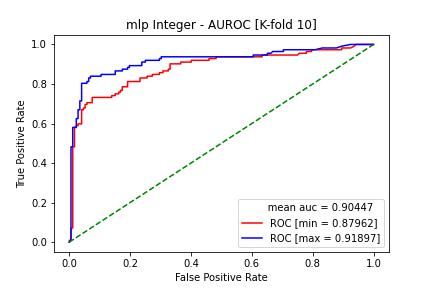 mlp Integer - AUROC [K-fold 10]
True Positive Rate
1.0
0.8
0.6
0.4
0.2
0.0
mean auc = 0.90447
ROC [min = 0.87962]
ROC [max = 0.91897]
0.0 0.2 0.4 0.6 0.8 1.0
False Positive Rate